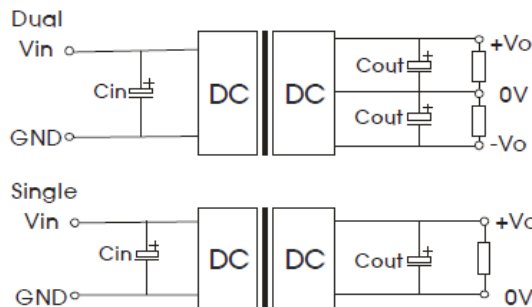 Dual
Vin
Cin
GND
DC
DC
Cout
Cout
+Vo
0V
-Vo
Single
Vin
Cin
GND
DC
DC
Cout
+Vo
0V